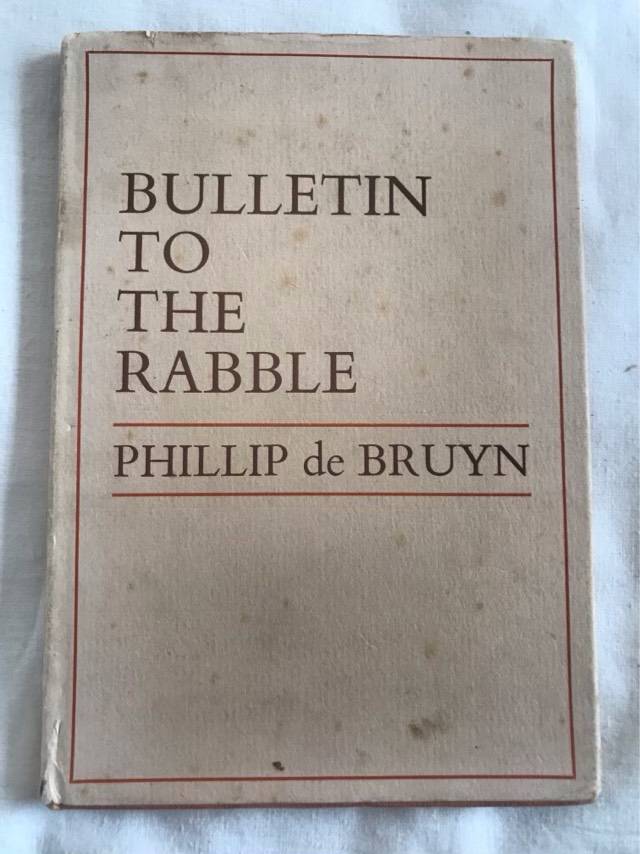 BULLETIN
TO
THE
RABBLE
PHILLIP de BRUYN